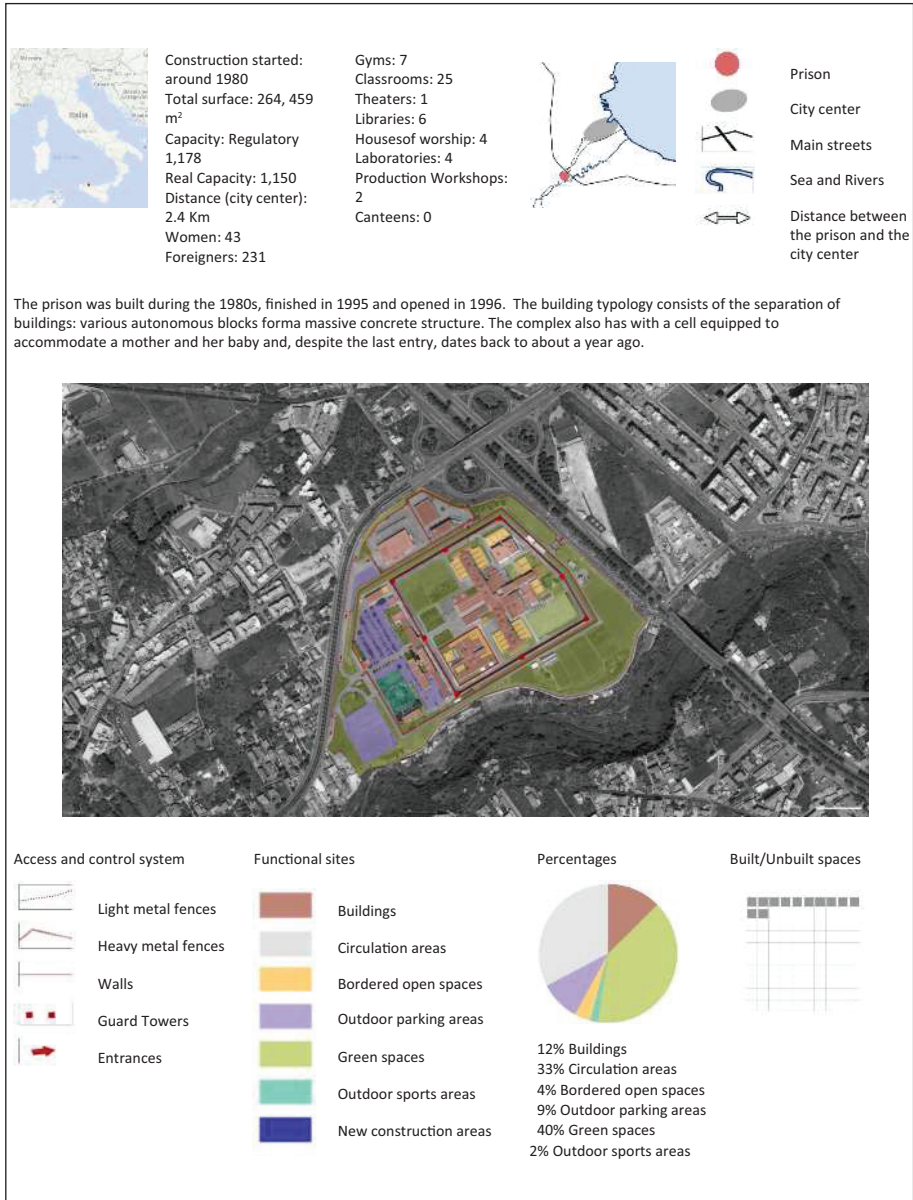 Italia
Construction started:
around 1980
Total surface: 264, 459
m²
Capacity: Regulatory
1,178
Real Capacity: 1,150
Distance (city center):
2.4 Km
Women: 43
Foreigners: 231
Gyms: 7
Classrooms: 25
Theaters: 1
Libraries: 6
Housesof worship: 4
Laboratories: 4
Production Workshops:
2
Canteens: 0
Prison
City center
Main streets
Sea and Rivers
Distance between
the prison and the
city center
The prison was built during the 1980s, finished in 1995 and opened in 1996. The building typology consists of the separation of
buildings: various autonomous blocks forma massive concrete structure. The complex also has with a cell equipped to
accommodate a mother and her baby and, despite the last entry, dates back to about a year ago.
Access and control system
Light metal fences
Heavy metal fences
Walls
Guard Towers
Entrances
Functional sites
Buildings
Circulation areas
Bordered open spaces
Outdoor parking areas
Green spaces
Outdoor sports areas
New construction areas
Percentages
12% Buildings
33% Circulation areas
4% Bordered open spaces
9% Outdoor parking areas
40% Green spaces
2% Outdoor sports areas
Built/Unbuilt spaces